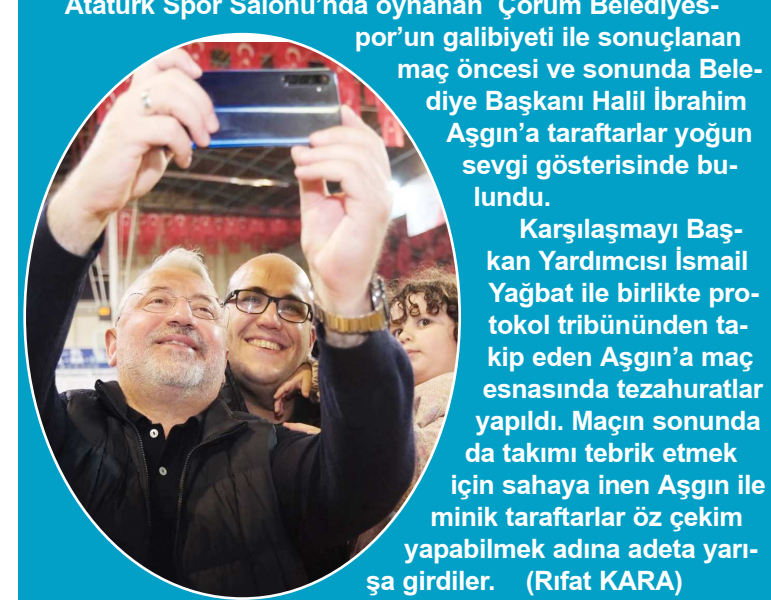 Atatürk Spor Salonu'nda oynanan Çorum Belediyes-
por'un galibiyeti ile sonuçlanan
maç öncesi ve sonunda Bele-
diye Başkanı Halil İbrahim
Aşgın'a taraftarlar yoğun
sevgi gösterisinde bu-
lundu.
Karşılaşmayı Baş-
kan Yardımcısı İsmail
Yağbat ile birlikte pro-
tokol tribününden ta-
kip eden Aşgın'a maç
esnasında tezahuratlar
yapıldı. Maçın sonunda
da takımı tebrik etmek
için sahaya inen Aşgın ile
minik taraftarlar öz çekim
yapabilmek adına adeta yarı-
şa girdiler. (Rıfat KARA)